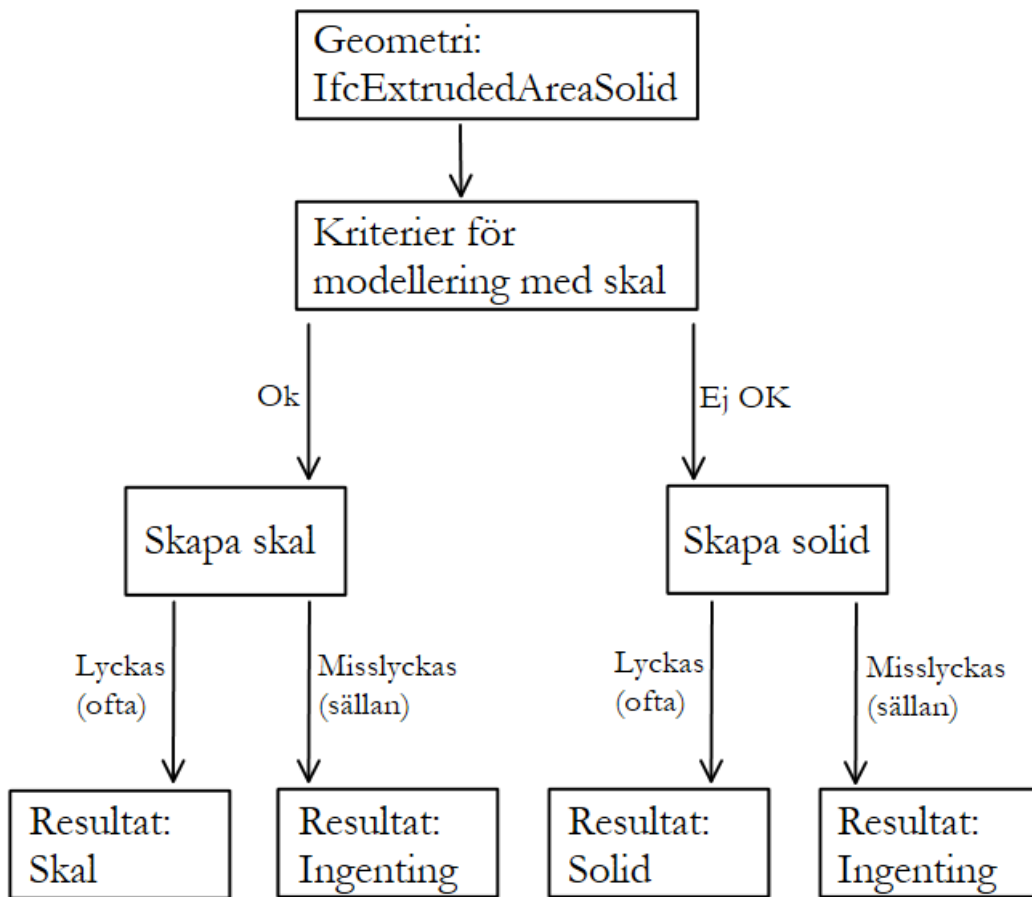 Geometri:
IfcExtrudedAreaSolid
Kriterier för
modellering med skal
Ok
Ej OK
Skapa skal
Skapa solid
Lyckas
(ofta)
Misslyckas
(sällan)
Lyckas
(ofta)
Misslyckas
(sällan)
Resultat:
Skal
Resultat:
Ingenting
Resultat:
Solid
Resultat:
Ingenting